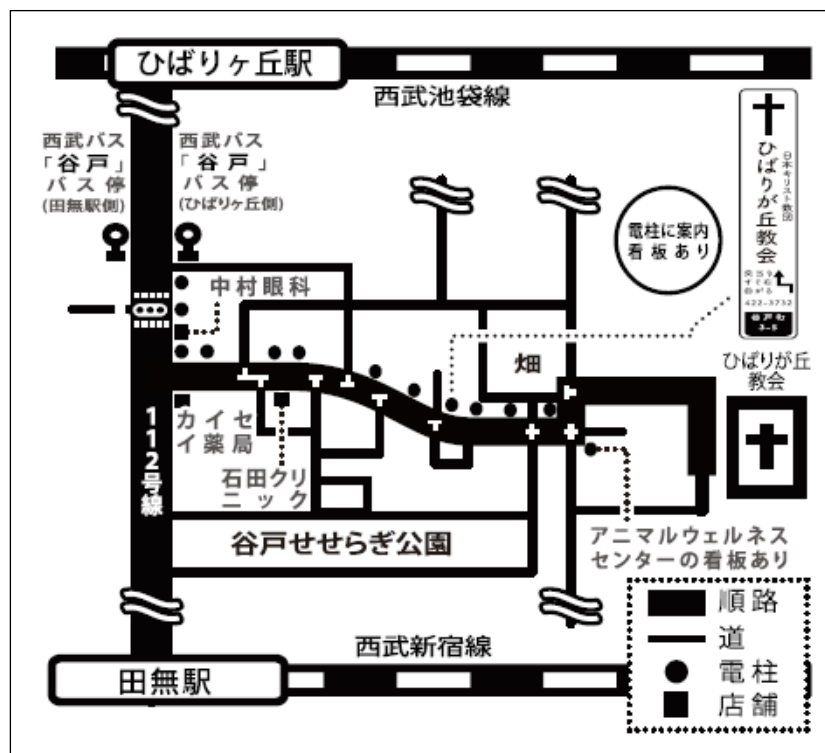 ひばりヶ丘駅
西武池袋線
西武バス
「谷戸」
バス停
(田無駅側)
西武バス
「谷戸」
バス停
(ひばりヶ丘側)
電柱に案内
看板あり
日本キリスト教団
ひばりが丘教会
422-3732
谷戸町
3-5
中村眼科
畑
ひばりが丘
教会
カイセ
イ薬局
112号線
石田クリ
ニック
谷戸せせらぎ公園
アニマルウェルネス
センターの看板あり
順路
道
電柱
店舗
西武新宿線
田無駅